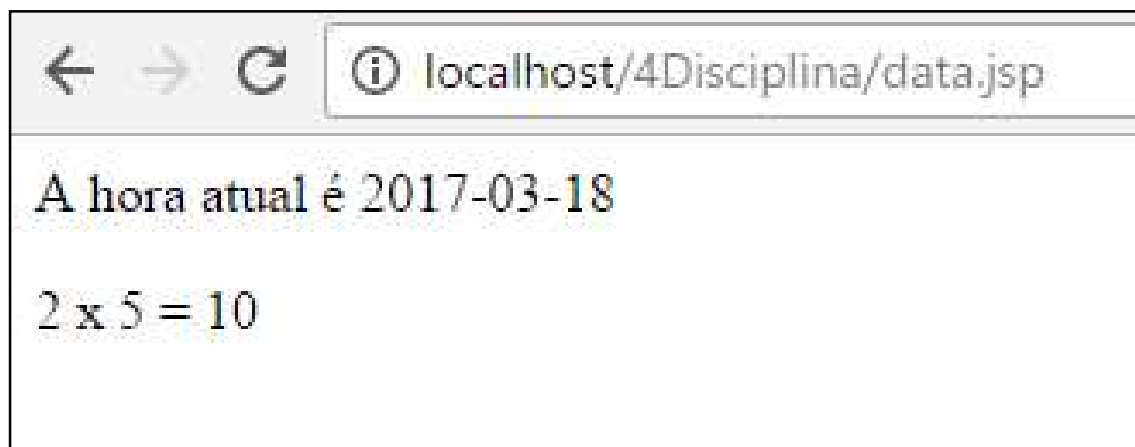 localhost/4Disciplina/data.jsp
A hora atual é 2017-03-18
2 x 5 = 10